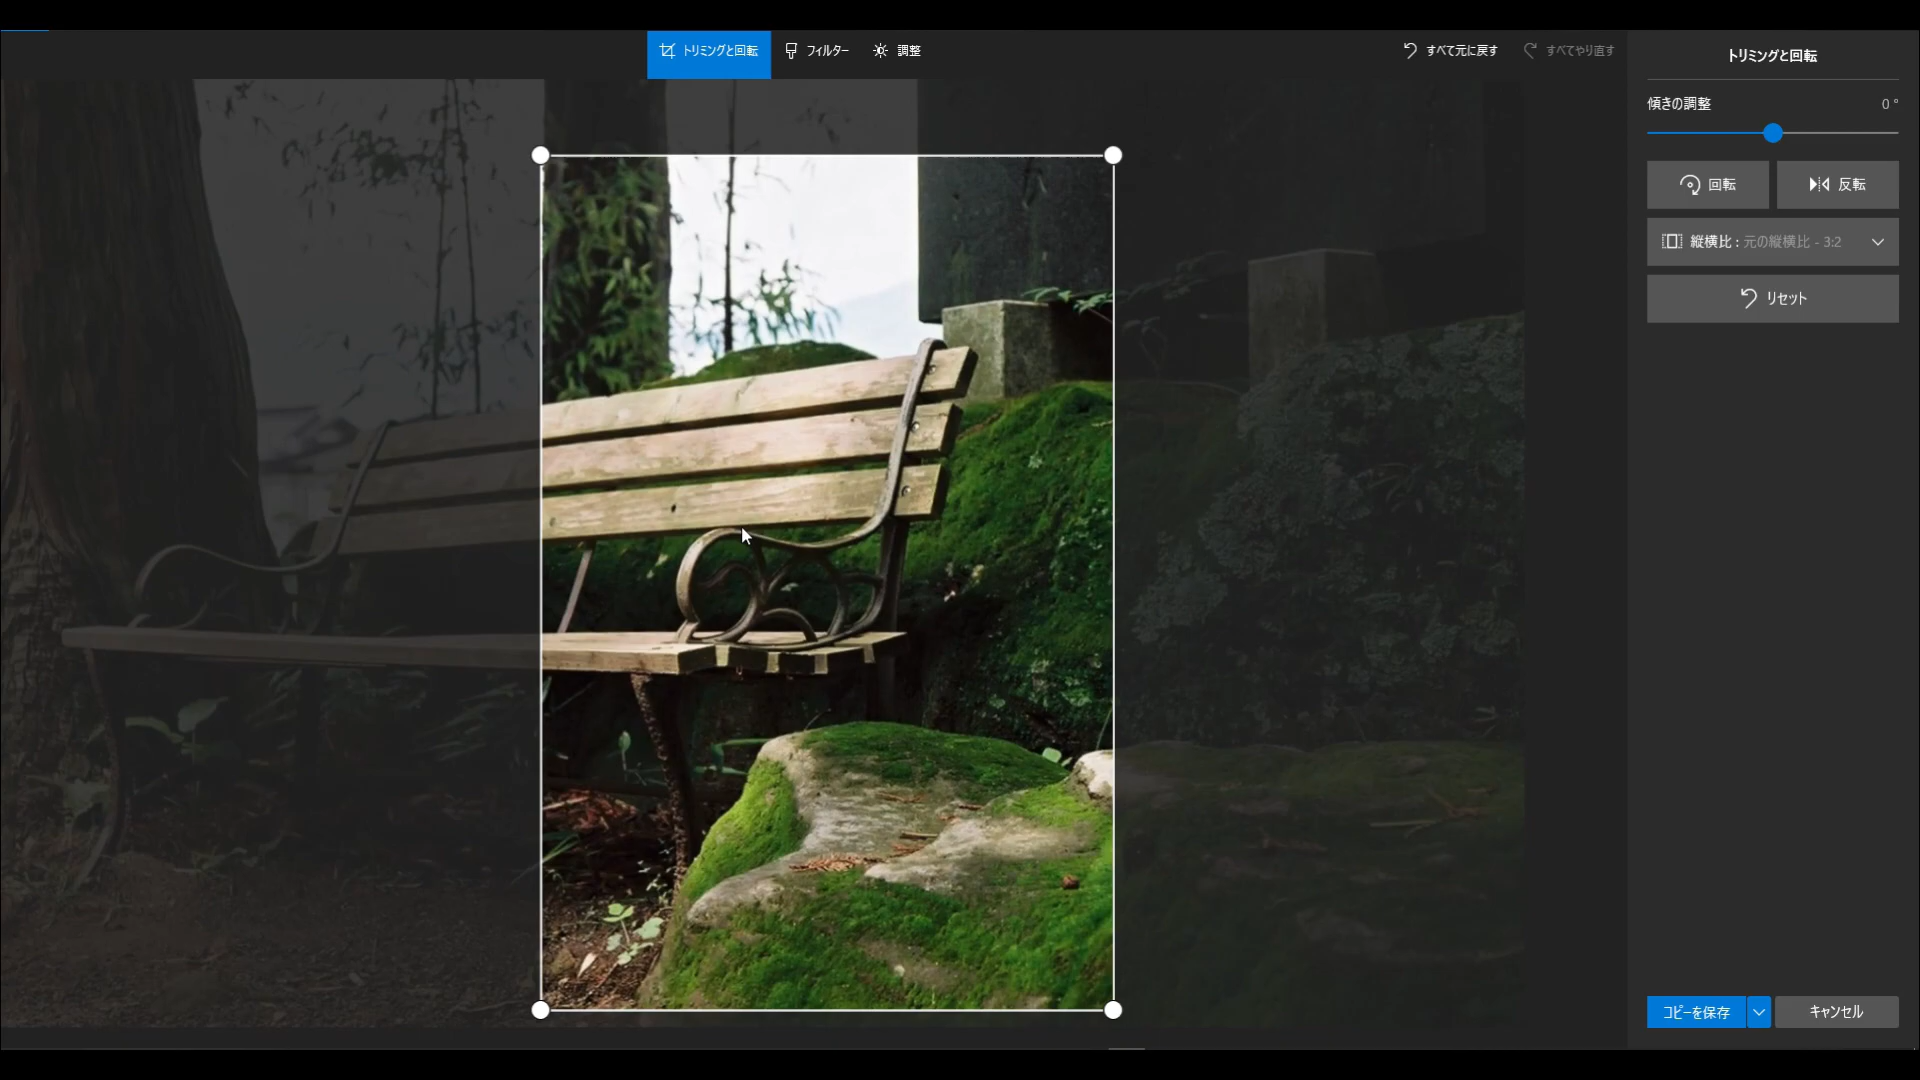 トリミングと回転
フィルター
調整
すべて元に戻す
すべてやり直す
トリミングと回転
傾きの調整
0 °
回転
反転
縦横比 : 元の縦横比 - 3:2
リセット
コピーを保存
キャンセル